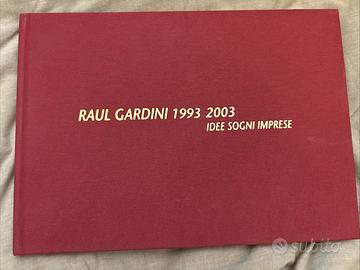 RAUL GARDINI 1993 2003
IDEE SOGNI IMPRESE
subito